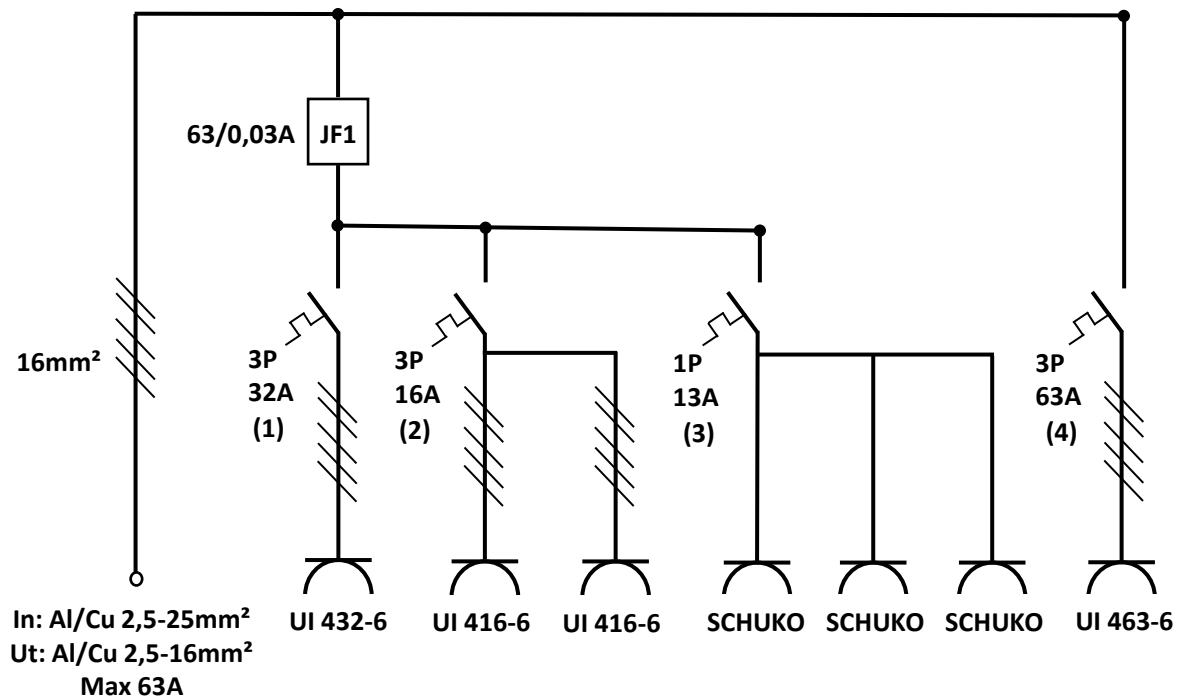 63/0,03A
JF1
16mm²
3P
32A
(1)
3P
16A
(2)
1P
13A
(3)
3P
63A
(4)
In: Al/Cu 2,5-25mm²
Ut: Al/Cu 2,5-16mm²
Max 63A
UI 432-6
UI 416-6
UI 416-6
SCHUKO
SCHUKO
SCHUKO
UI 463-6